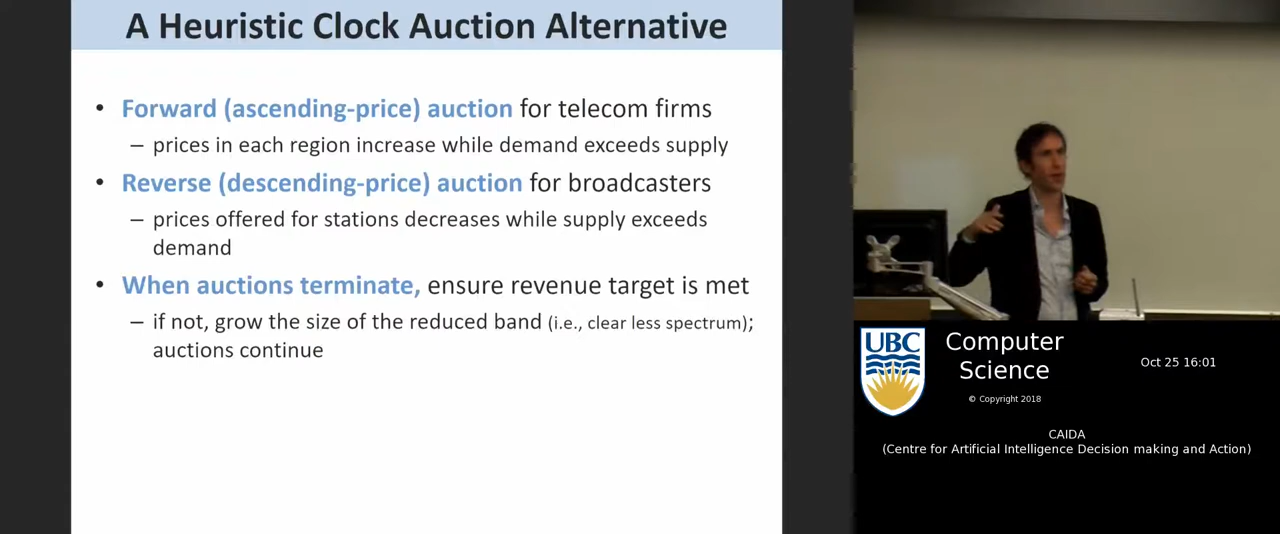 A Heuristic Clock Auction Alternative
• Forward (ascending-price) auction for telecom firms
– prices in each region increase while demand exceeds supply
• Reverse (descending-price) auction for broadcasters
– prices offered for stations decreases while supply exceeds
demand
• When auctions terminate, ensure revenue target is met
– if not, grow the size of the reduced band (i.e., clear less spectrum);
auctions continue
UBC
Computer
Science
© Copyright 2018
Oct 25 16:01
CAIDA
(Centre for Artificial Intelligence Decision making and Action)